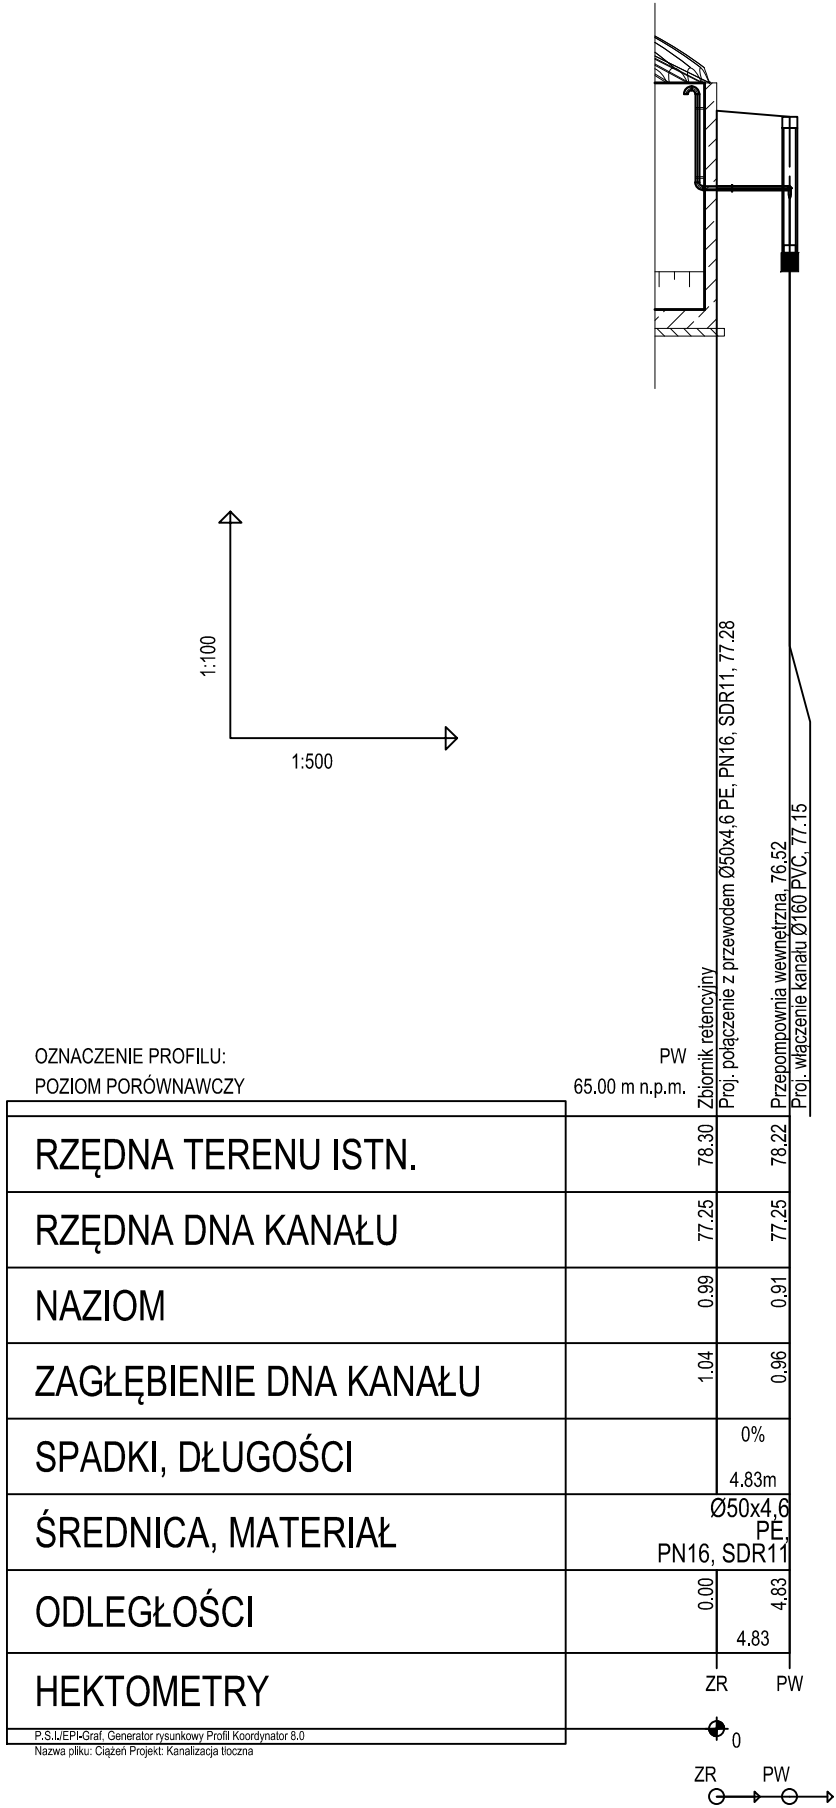 1:100
1:500
Zbiornik retencyjny
Proj. połączenie z przewodem Ø50x4,6 PE, PN16, SDR11, 77.28
Przepompownia wewnętrzna, 76.52
Proj. włączenie kanału Ø160 PVC, 77.15
OZNACZENIE PROFILU: PW
POZIOM PORÓWNAWCZY 65.00 m n.p.m.
RZĘDNA TERENU ISTN. 78.30 78.22
RZĘDNA DNA KANAŁU 77.25 77.25
NAZIOM 0.99 0.91
ZAGŁĘBIENIE DNA KANAŁU 1.04 0.96
SPADKI, DŁUGOŚCI
0%
4.83m
ŚREDNICA, MATERIAŁ
Ø50x4,6
PE,
PN16, SDR11
ODLEGŁOŚCI 0.00 4.83
4.83
HEKTOMETRY
ZR PW
0
P.S.I./EPI-Graf, Generator rysunkowy Profil Koordynator 8.0
Nazwa pliku: Ciążeń Projekt: Kanalizacja tłoczna
ZR PW